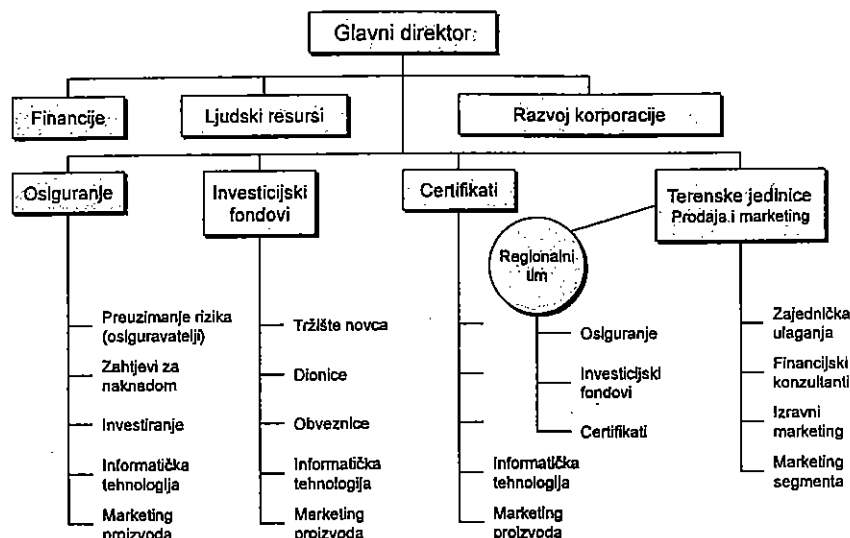 Glavni direktor
Financije
Ljudski resursi
Razvoj korporacije
Osiguranje
Investicijski
fondovi
Certifikati
Terenske jedinice
Prodaja i marketing
Regionalni
tim
Preuzimanje rizika
(osiguravatelji)
Zahtjevi za
naknadom
Investiranje
Informatička
tehnologija
Marketing
proizvoda
Tržište novca
Dionice
Obveznice
Informatička
tehnologija
Marketing
proizvoda
Informatička
tehnologija
Marketing
proizvoda
Osiguranje
Investicijski
fondovi
Certifikati
Zajednička
ulaganja
Financijski
konzultanti
Izravni
marketing
Marketing
segmenta